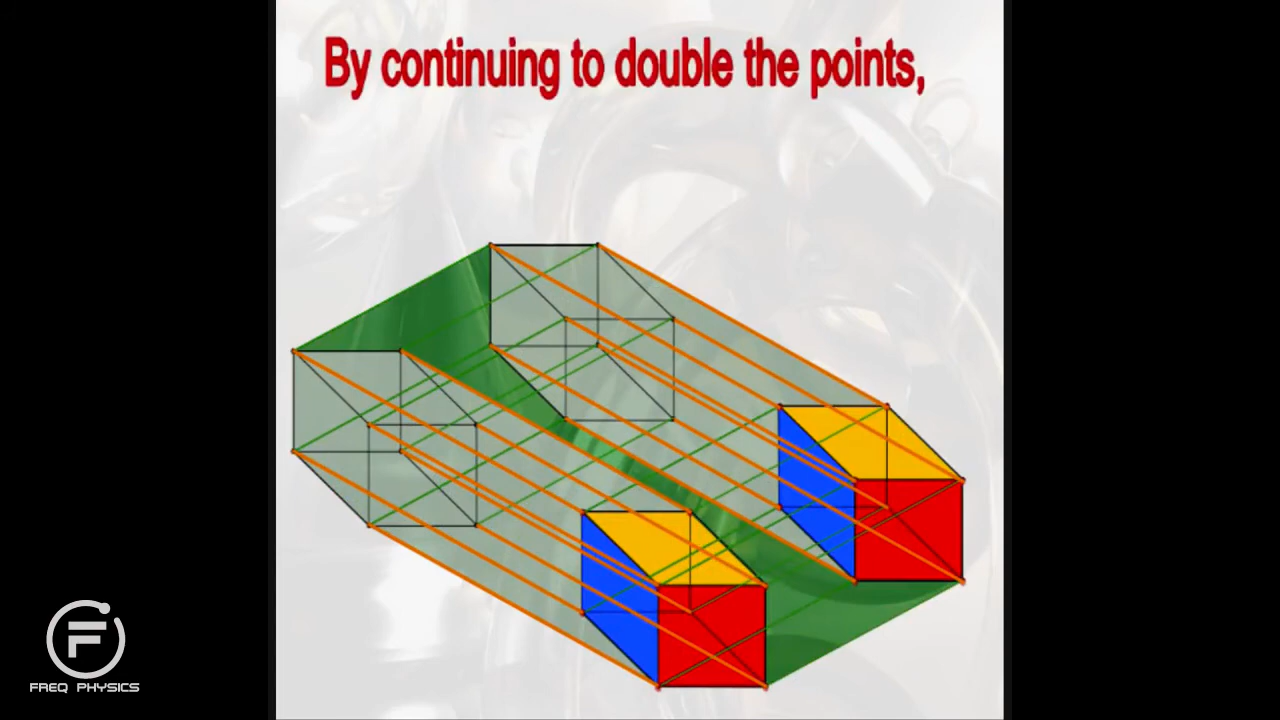 By continuing to double the points,
FREQ PHYSICS